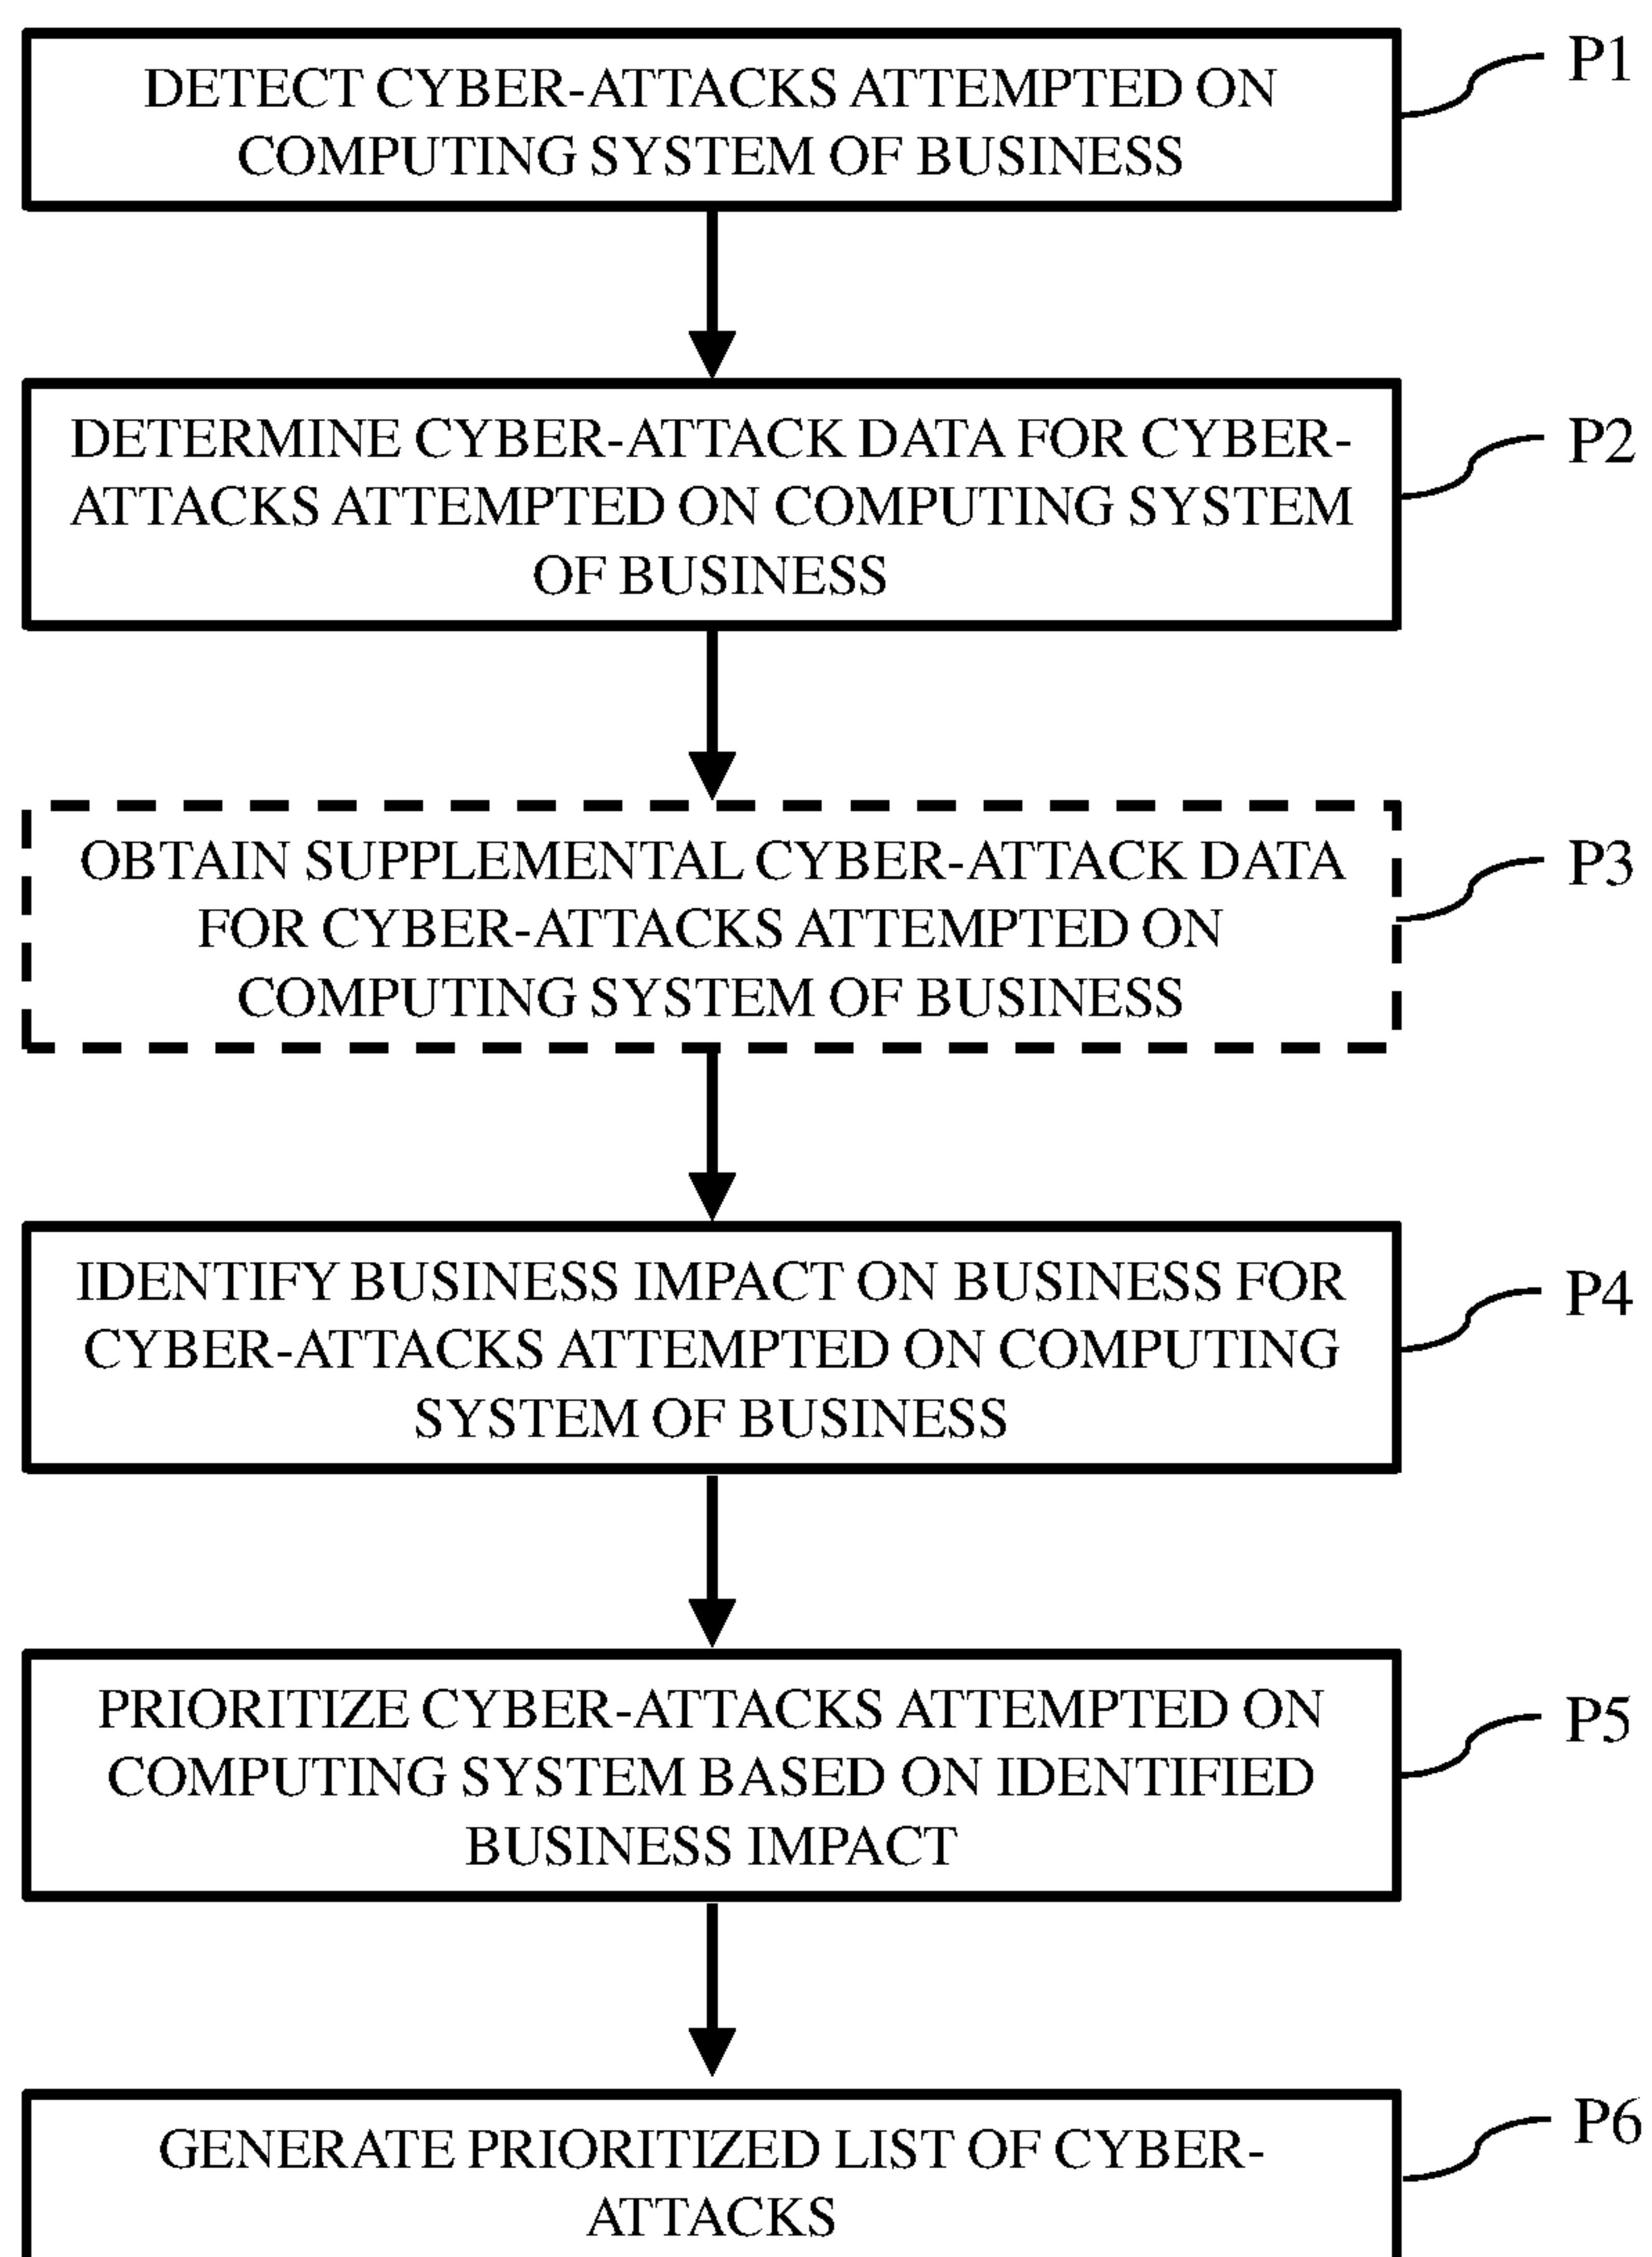 DETECT CYBER-ATTACKS ATTEMPTED ON
COMPUTING SYSTEM OF BUSINESS
P1
DETERMINE CYBER-ATTACK DATA FOR CYBER-
ATTACKS ATTEMPTED ON COMPUTING SYSTEM
OF BUSINESS
P2
OBTAIN SUPPLEMENTAL CYBER-ATTACK DATA
FOR CYBER-ATTACKS ATTEMPTED ON
COMPUTING SYSTEM OF BUSINESS
P3
IDENTIFY BUSINESS IMPACT ON BUSINESS FOR
CYBER-ATTACKS ATTEMPTED ON COMPUTING
SYSTEM OF BUSINESS
P4
PRIORITIZE CYBER-ATTACKS ATTEMPTED ON
COMPUTING SYSTEM BASED ON IDENTIFIED
BUSINESS IMPACT
P5
GENERATE PRIORITIZED LIST OF CYBER-
ATTACKS
P6